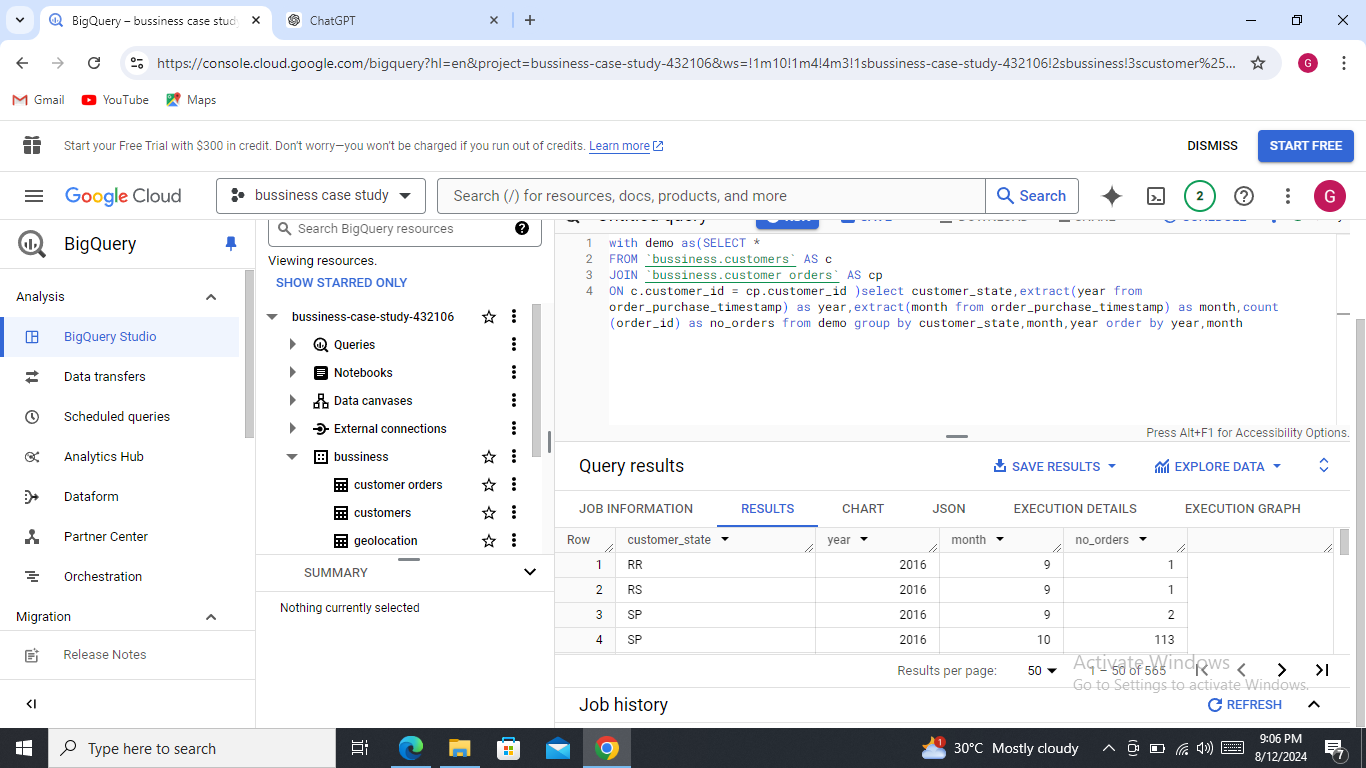 BigQuery – bussiness case stud
ChatGPT
https://console.cloud.google.com/bigquery?hl=en&project=bussiness-case-study-432106&ws=!1m10!1m4!4m3!1sbussiness-case-study-432106!2sbussiness!3scustomer%25...
G
Gmail
YouTube
Maps
Start your Free Trial with $300 in credit. Don't worry—you won't be charged if you run out of credits. Learn more
DISMISS
START FREE
Google Cloud
bussiness case study
Search (/) for resources, docs, products, and more
Search
2
G
BigQuery
Analysis
BigQuery Studio
Data transfers
Scheduled queries
Analytics Hub
Dataform
Partner Center
Orchestration
Migration
Release Notes
Search BigQuery resources
Viewing resources.
SHOW STARRED ONLY
bussiness-case-study-432106
Queries
Notebooks
Data canvases
External connections
bussiness
customer orders
customers
geolocation
SUMMARY
Nothing currently selected
1 with demo as(SELECT *
2 FROM `bussiness.customers` AS c
3 JOIN `bussiness.customer orders` AS cp
4 ON c.customer_id = cp.customer_id )select customer_state,extract(year from
order_purchase_timestamp) as year,extract(month from order_purchase_timestamp) as month,count
(order_id) as no_orders from demo group by customer_state,month,year order by year,month
Press Alt+F1 for Accessibility Options.
Query results
SAVE RESULTS
EXPLORE DATA
JOB INFORMATION
RESULTS
CHART
JSON
EXECUTION DETAILS
EXECUTION GRAPH
Row customer_state year month no_orders
1 RR 2016 9 1
2 RS 2016 9 1
3 SP 2016 9 2
4 SP 2016 10 113
Results per page: 50 1 – 50 of 565
Activate Windows
Go to Settings to activate Windows.
Job history
REFRESH
Type here to search
1
30°C Mostly cloudy
9:06 PM
8/12/2024
7